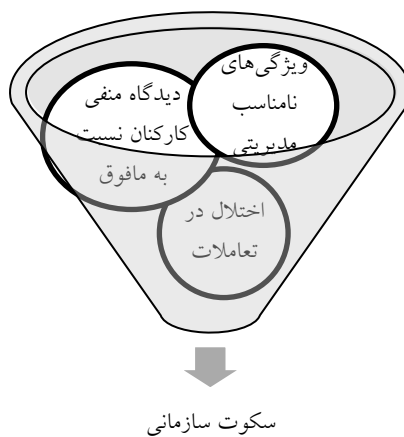 ویژگی‌های
نامناسب
مدیریتی
دیدگاه منفی
کارکنان نسبت
به مافوق
اختلال در
تعاملات
سکوت سازمانی